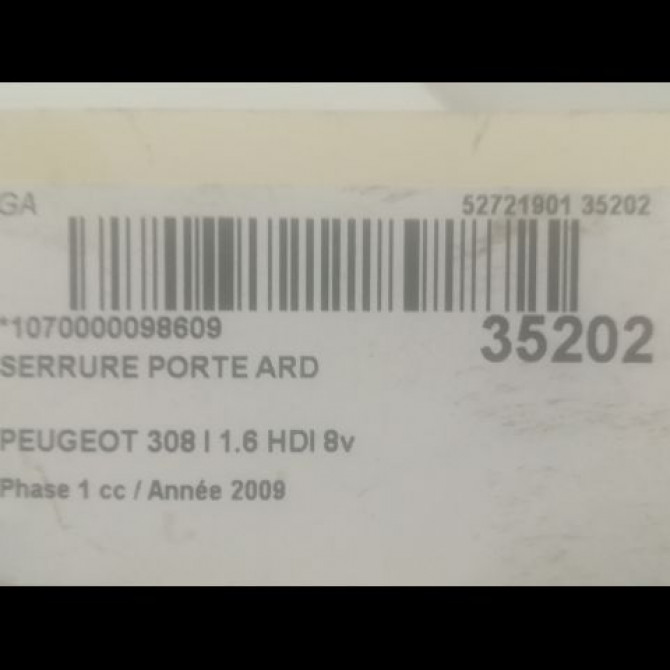 GA
52721901 35202
*1070000098609
35202
SERRURE PORTE ARD
PEUGEOT 308 I 1.6 HDI 8v
Phase 1 cc / Année 2009